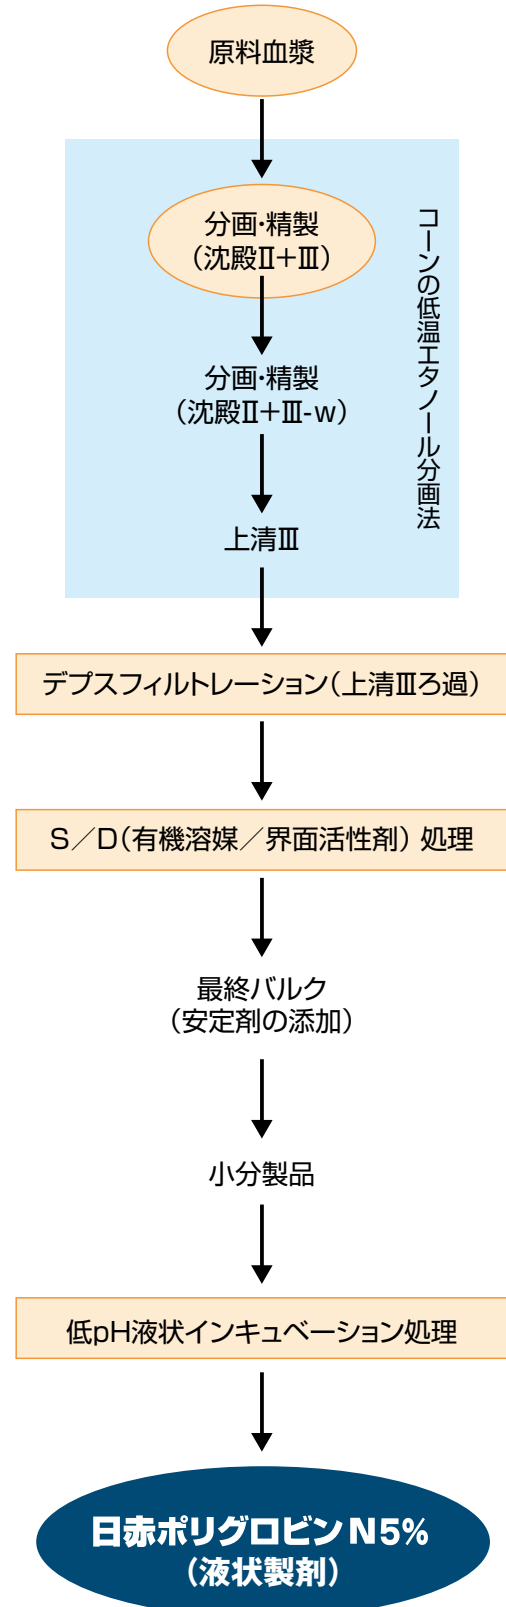 原料血漿
分画・精製
（沈殿Ⅱ＋Ⅲ）
分画・精製
（沈殿Ⅱ＋Ⅲ-w）
上清Ⅲ
コーンの低温エタノール分画法
デプスフィルトレーション（上清Ⅲろ過）
S／D（有機溶媒／界面活性剤）処理
最終バルク
（安定剤の添加）
小分製品
低pH液状インキュベーション処理
日赤ポリグロビンN5%
（液状製剤）